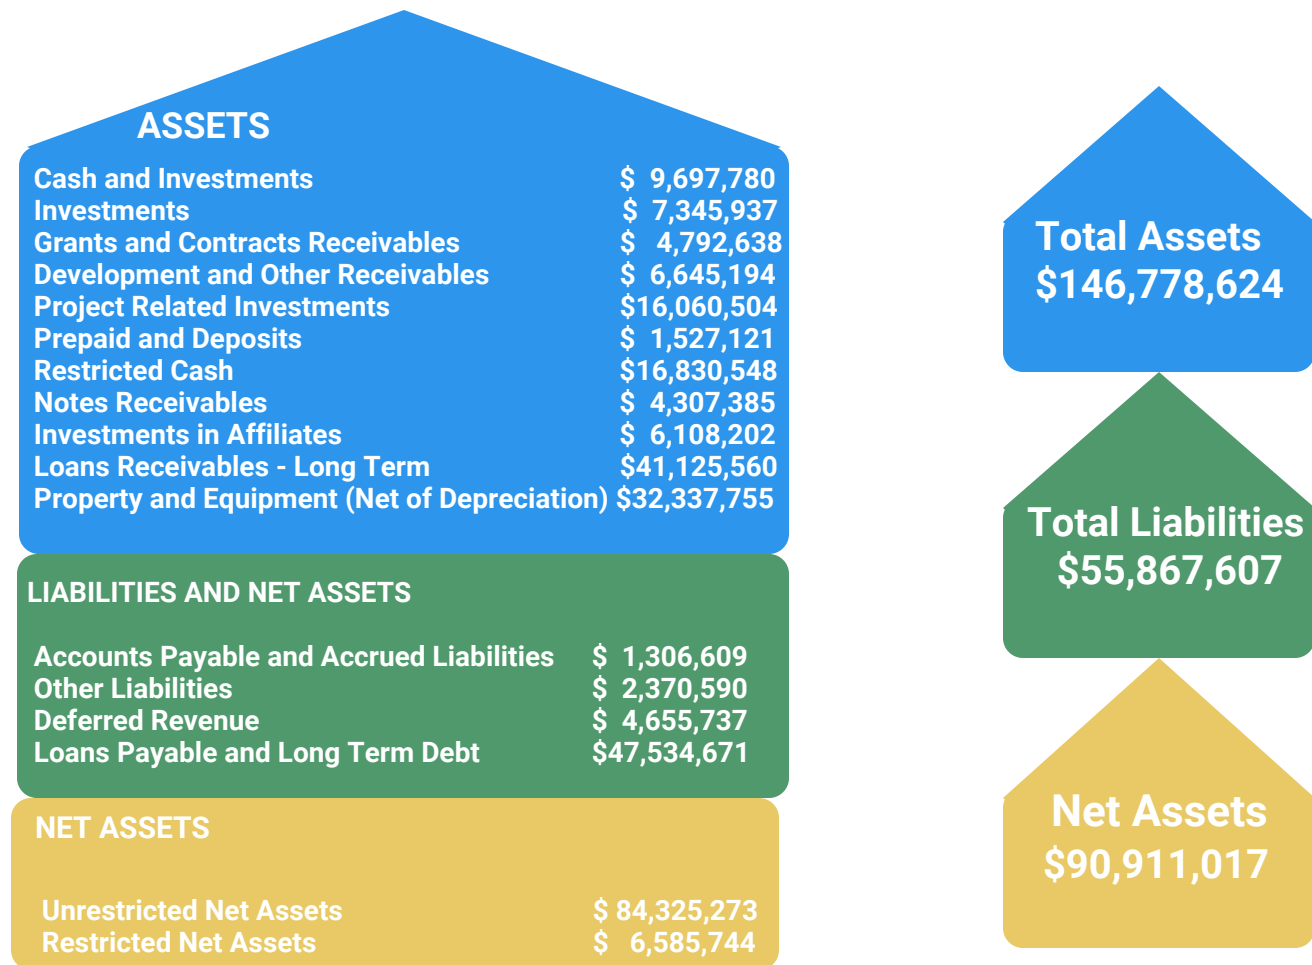 ASSETS
Cash and Investments $ 9,697,780
Investments $ 7,345,937
Grants and Contracts Receivables $ 4,792,638
Development and Other Receivables $ 6,645,194
Project Related Investments $16,060,504
Prepaid and Deposits $ 1,527,121
Restricted Cash $16,830,548
Notes Receivables $ 4,307,385
Investments in Affiliates $ 6,108,202
Loans Receivables - Long Term $41,125,560
Property and Equipment (Net of Depreciation) $32,337,755
LIABILITIES AND NET ASSETS
Accounts Payable and Accrued Liabilities $ 1,306,609
Other Liabilities $ 2,370,590
Deferred Revenue $ 4,655,737
Loans Payable and Long Term Debt $47,534,671
NET ASSETS
Unrestricted Net Assets $ 84,325,273
Restricted Net Assets $ 6,585,744
Total Assets
$146,778,624
Total Liabilities
$55,867,607
Net Assets
$90,911,017